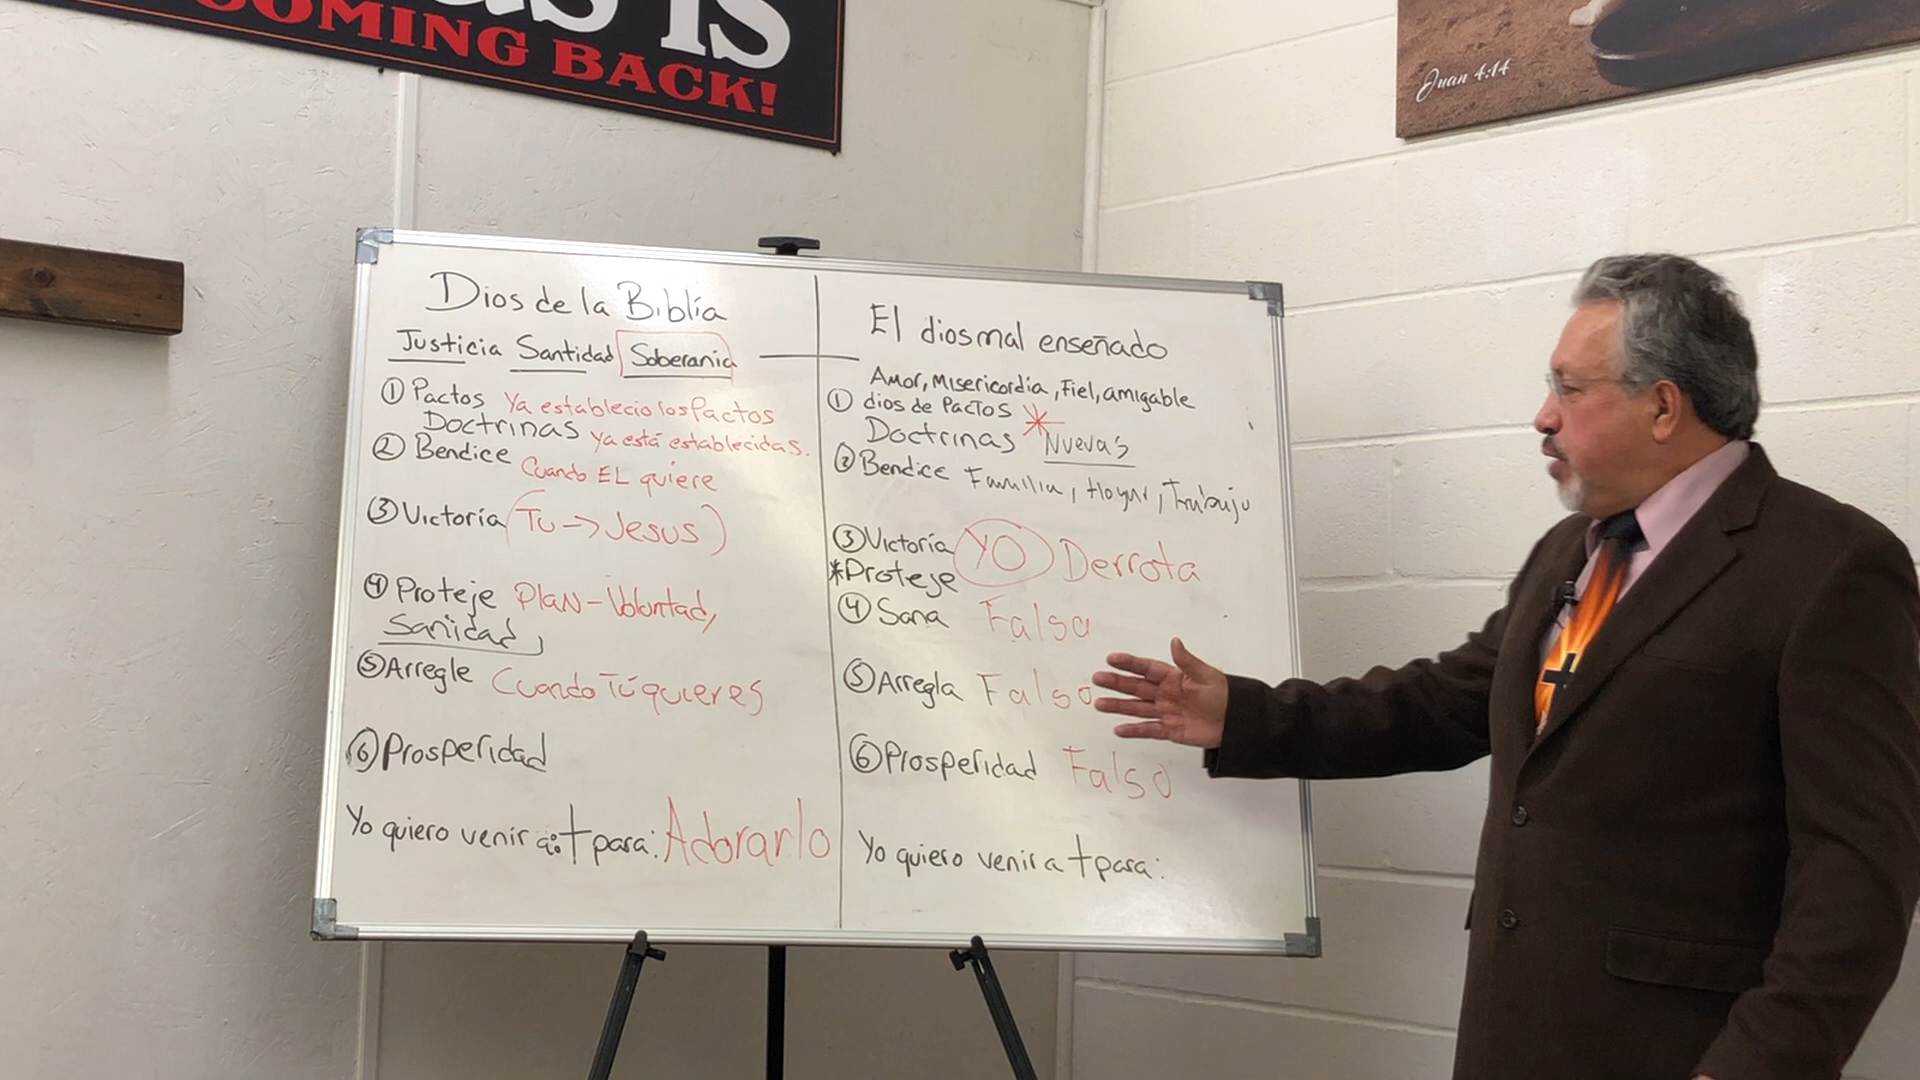 IS
COMING BACK!
Juan 4:14
Dios de la Biblia
Justicia Santidad Soberania
① Pactos Ya establecio los Pactos
Doctrinas ya está establecidas.
② Bendice Cuando EL quiere
③ Victoria (Tu → Jesus)
④ Proteje Plan - Voluntad,
Sanidad,
⑤ Arregle Cuando Tú quieres
⑥ Prosperidad
Yo quiero venir a: † para: Adorarlo
El dios mal enseñado
Amor, Misericordia, Fiel, amigable
① dios de Pactos *
Doctrinas Nuevas
② Bendice Familia, Hogar, Trabajo
③ Victoria YO Derrota
*Proteje
④ Sana Falsa
⑤ Arregla Falso
⑥ Prosperidad Falso
Yo quiero venir a † para: